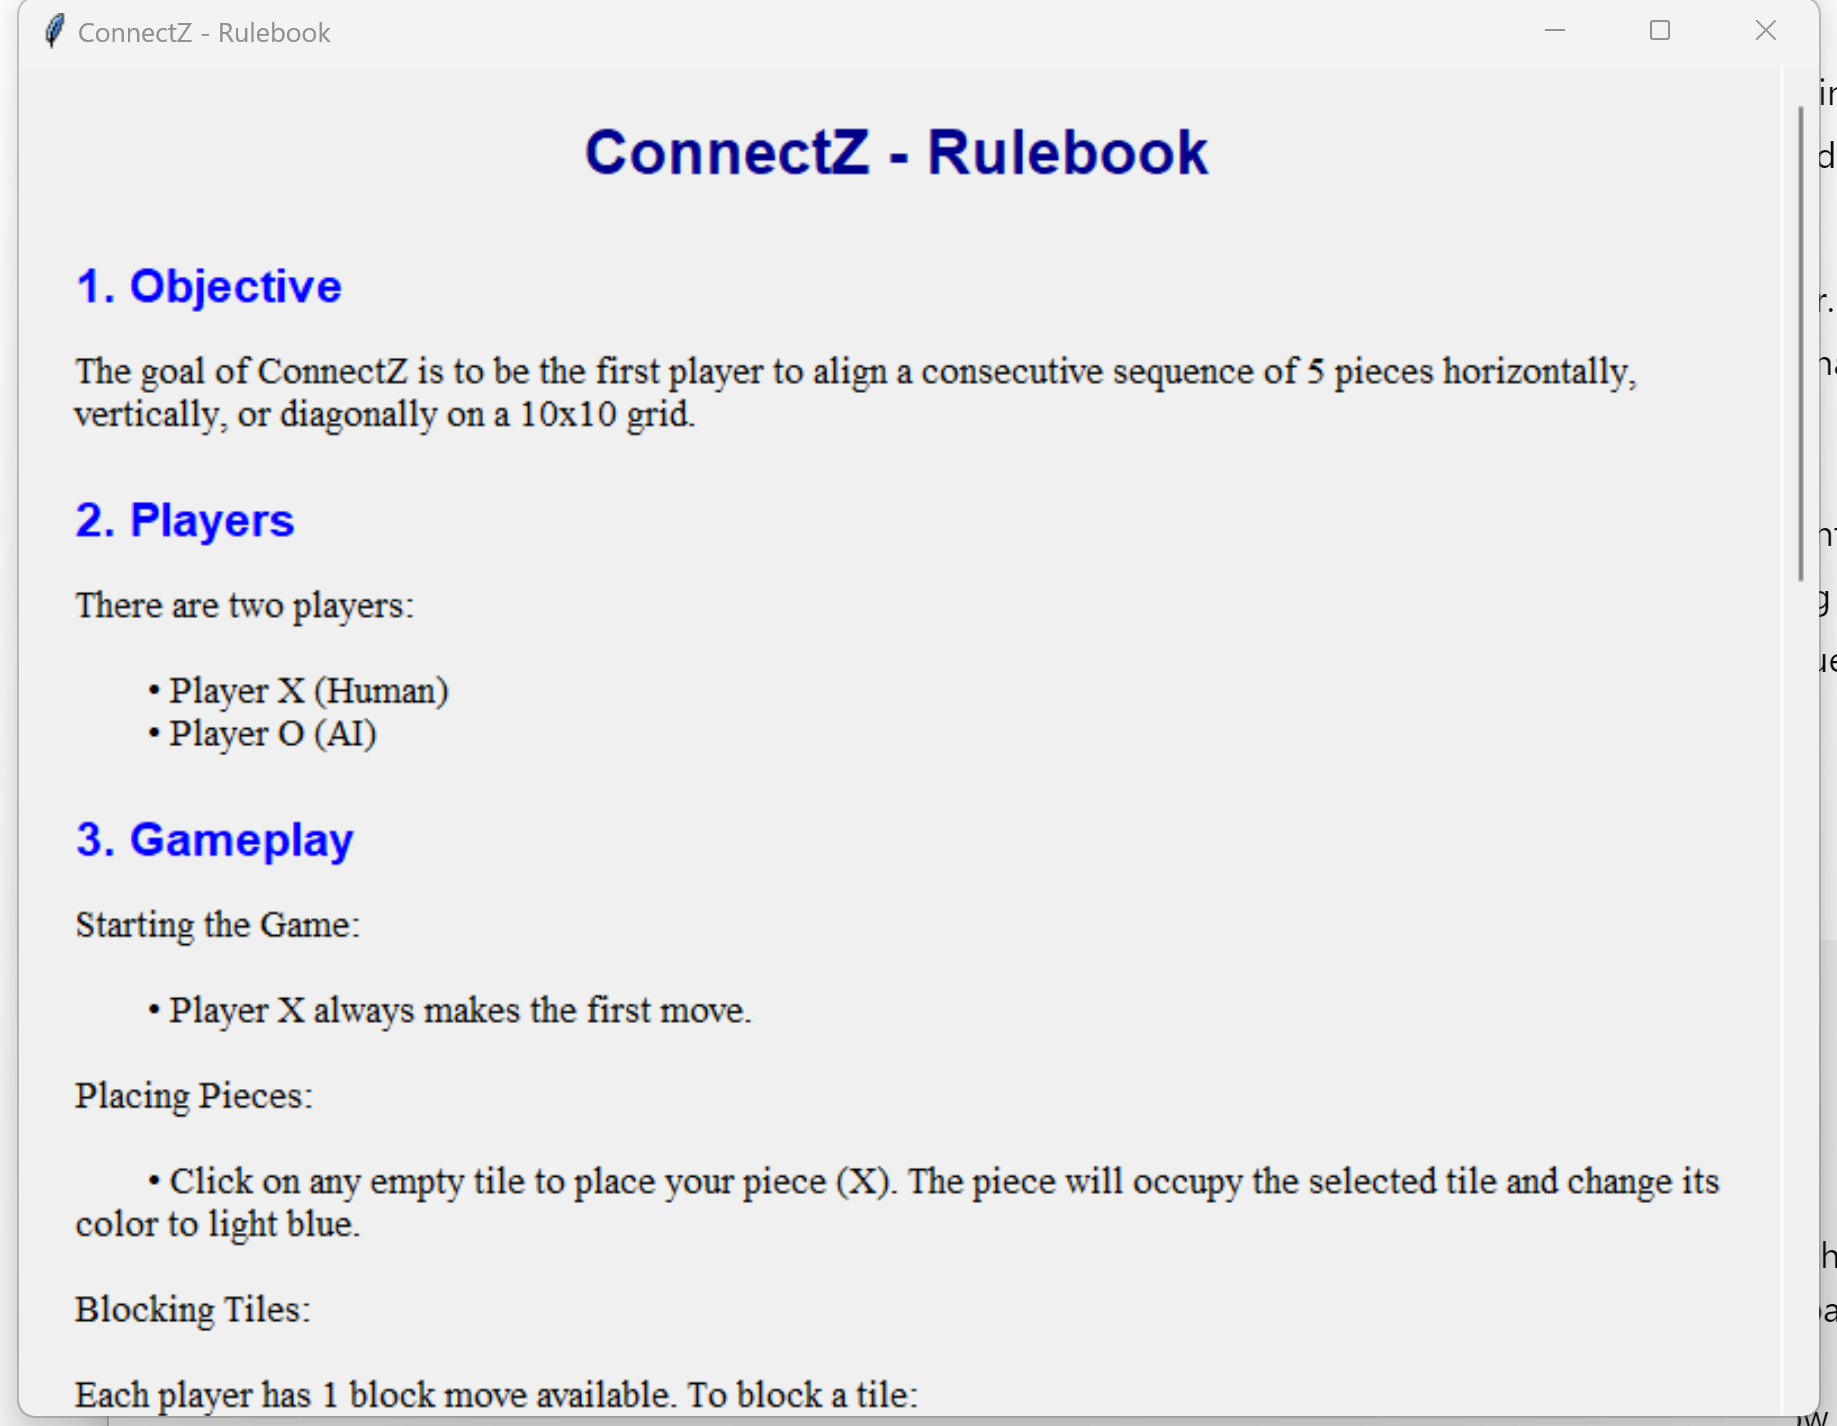 ConnectZ - Rulebook
ConnectZ - Rulebook
1. Objective
The goal of ConnectZ is to be the first player to align a consecutive sequence of 5 pieces horizontally,
vertically, or diagonally on a 10x10 grid.
2. Players
There are two players:
• Player X (Human)
• Player O (AI)
3. Gameplay
Starting the Game:
• Player X always makes the first move.
Placing Pieces:
• Click on any empty tile to place your piece (X). The piece will occupy the selected tile and change its
color to light blue.
Blocking Tiles:
Each player has 1 block move available. To block a tile: